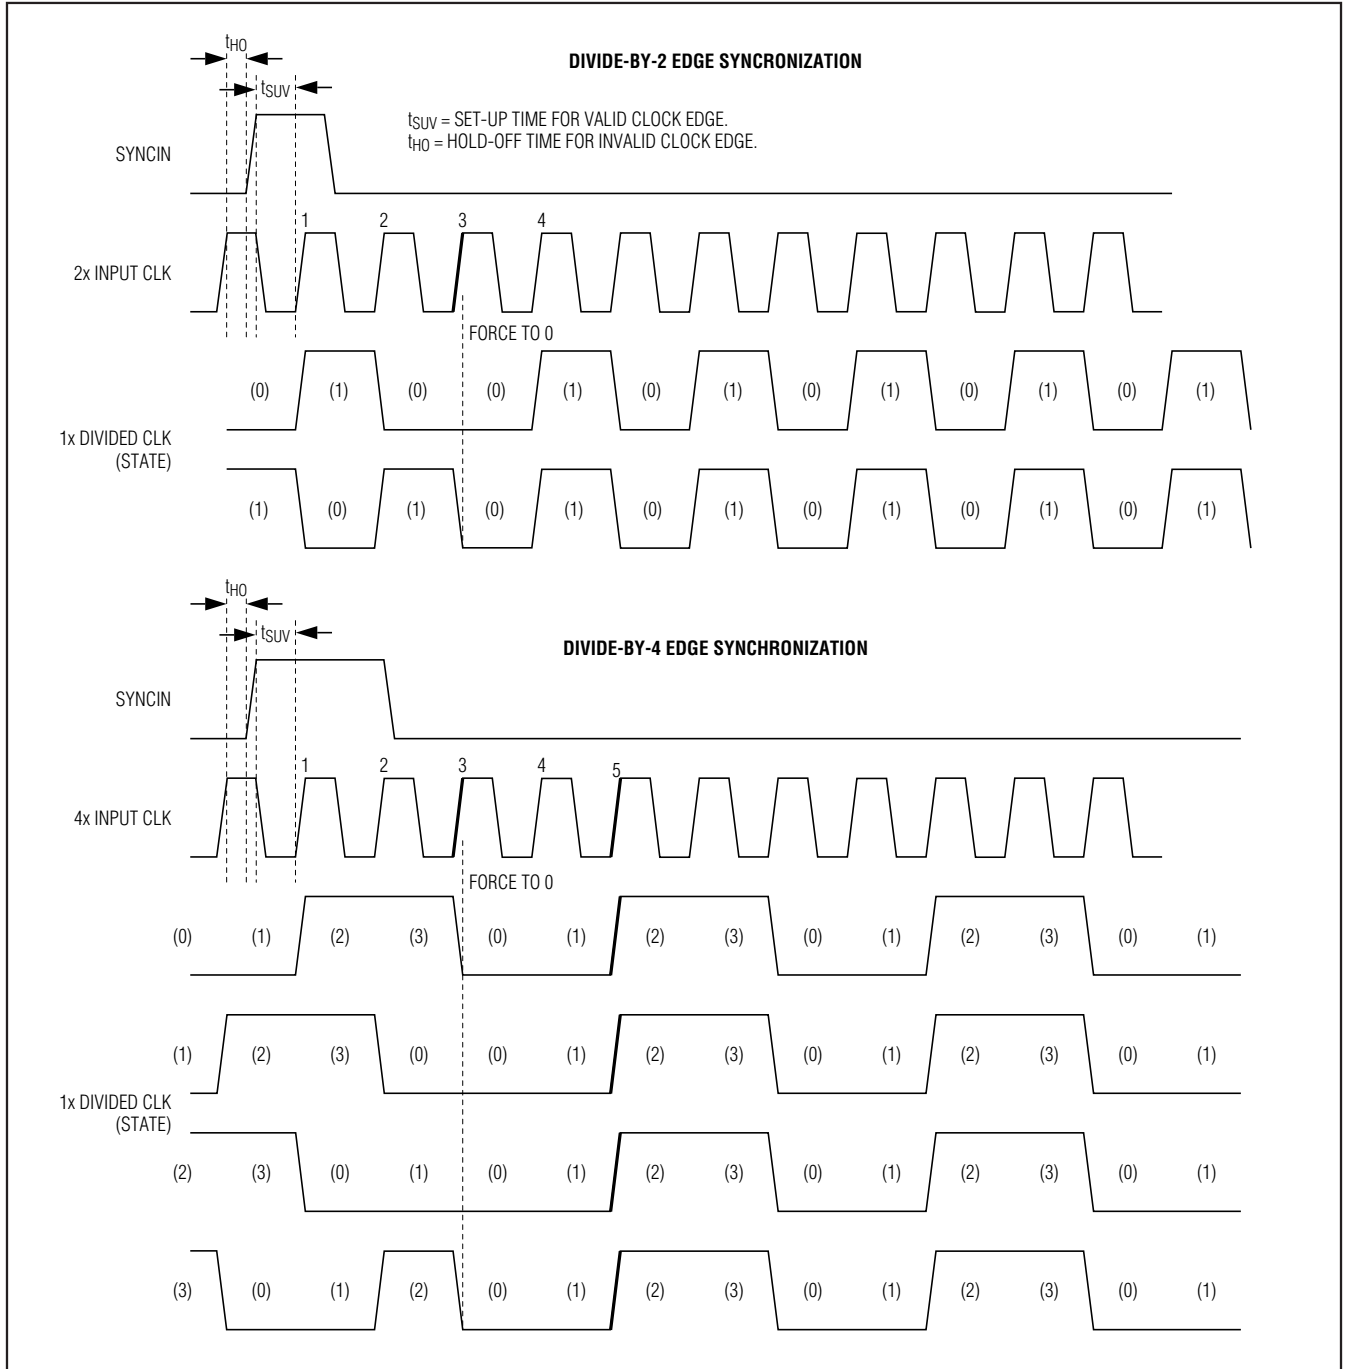 tHO
DIVIDE-BY-2 EDGE SYNCRONIZATION
tSUV
tSUV = SET-UP TIME FOR VALID CLOCK EDGE.
tHO = HOLD-OFF TIME FOR INVALID CLOCK EDGE.
SYNCIN
1 2 3 4
2x INPUT CLK
FORCE TO 0
(0) (1) (0) (0) (1) (0) (1) (0) (1) (0) (1) (0) (1)
1x DIVIDED CLK
(STATE)
(1) (0) (1) (0) (1) (0) (1) (0) (1) (0) (1) (0) (1)
tHO
tSUV
DIVIDE-BY-4 EDGE SYNCHRONIZATION
SYNCIN
1 2 3 4 5
4x INPUT CLK
FORCE TO 0
(0) (1) (2) (3) (0) (1) (2) (3) (0) (1) (2) (3) (0) (1)
(1) (2) (3) (0) (0) (1) (2) (3) (0) (1) (2) (3) (0) (1)
1x DIVIDED CLK
(STATE)
(2) (3) (0) (1) (0) (1) (2) (3) (0) (1) (2) (3) (0) (1)
(3) (0) (1) (2) (0) (1) (2) (3) (0) (1) (2) (3) (0) (1)